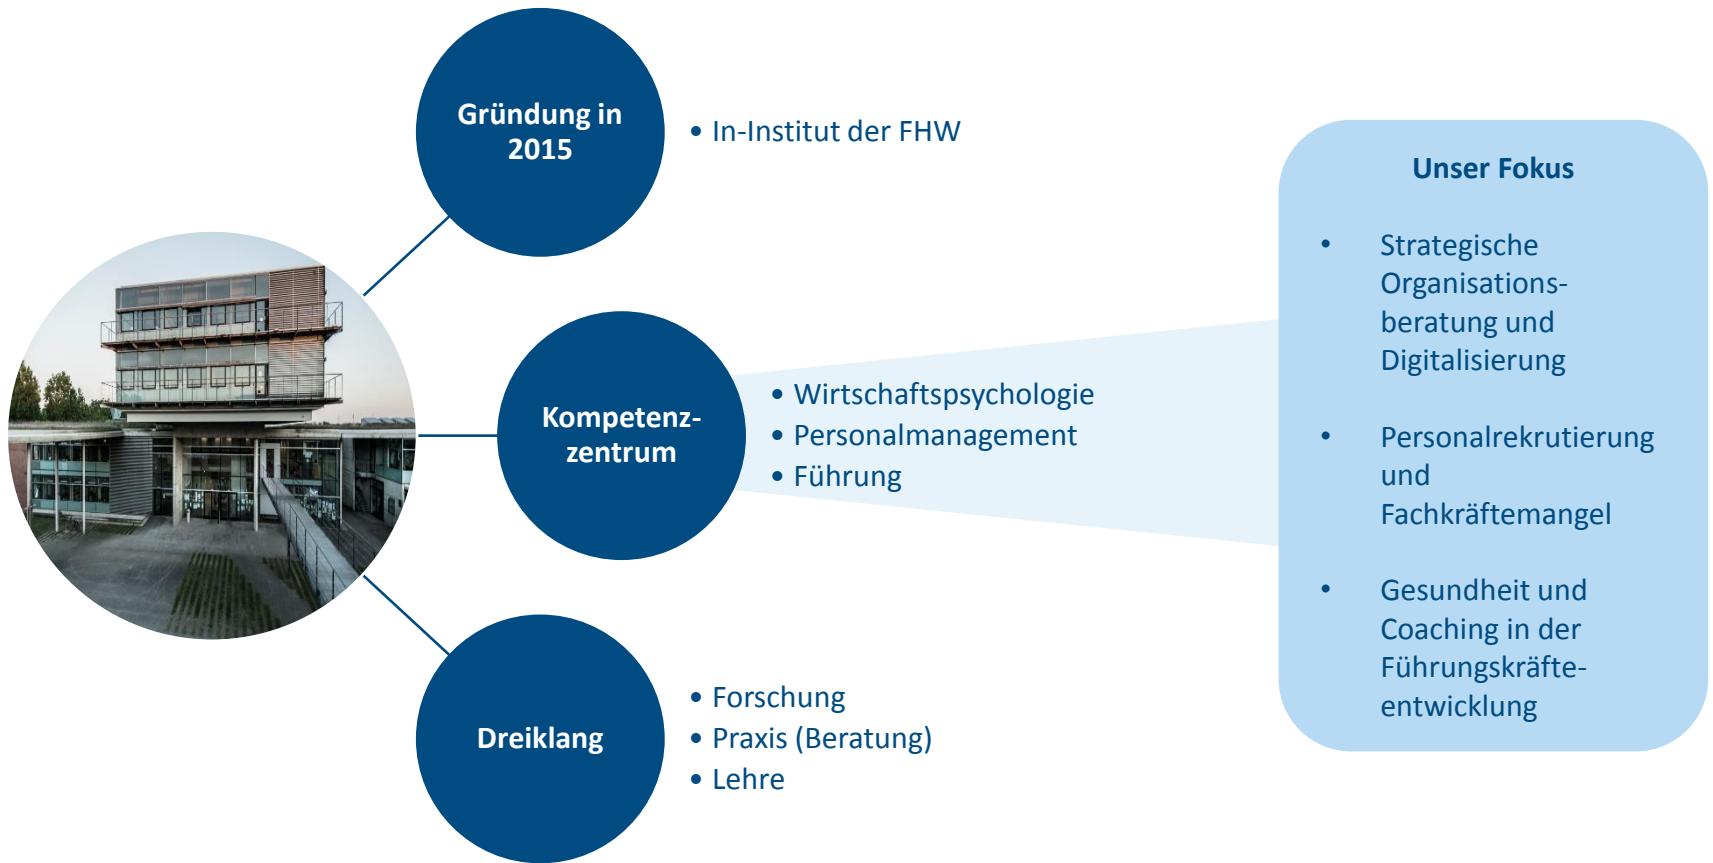 Gründung in
2015
• In-Institut der FHW
Kompetenz-
zentrum
• Wirtschaftspsychologie
• Personalmanagement
• Führung
Dreiklang
• Forschung
• Praxis (Beratung)
• Lehre
Unser Fokus
• Strategische
Organisations-
beratung und
Digitalisierung
• Personalrekrutierung
und
Fachkräftemangel
• Gesundheit und
Coaching in der
Führungskräfte-
entwicklung